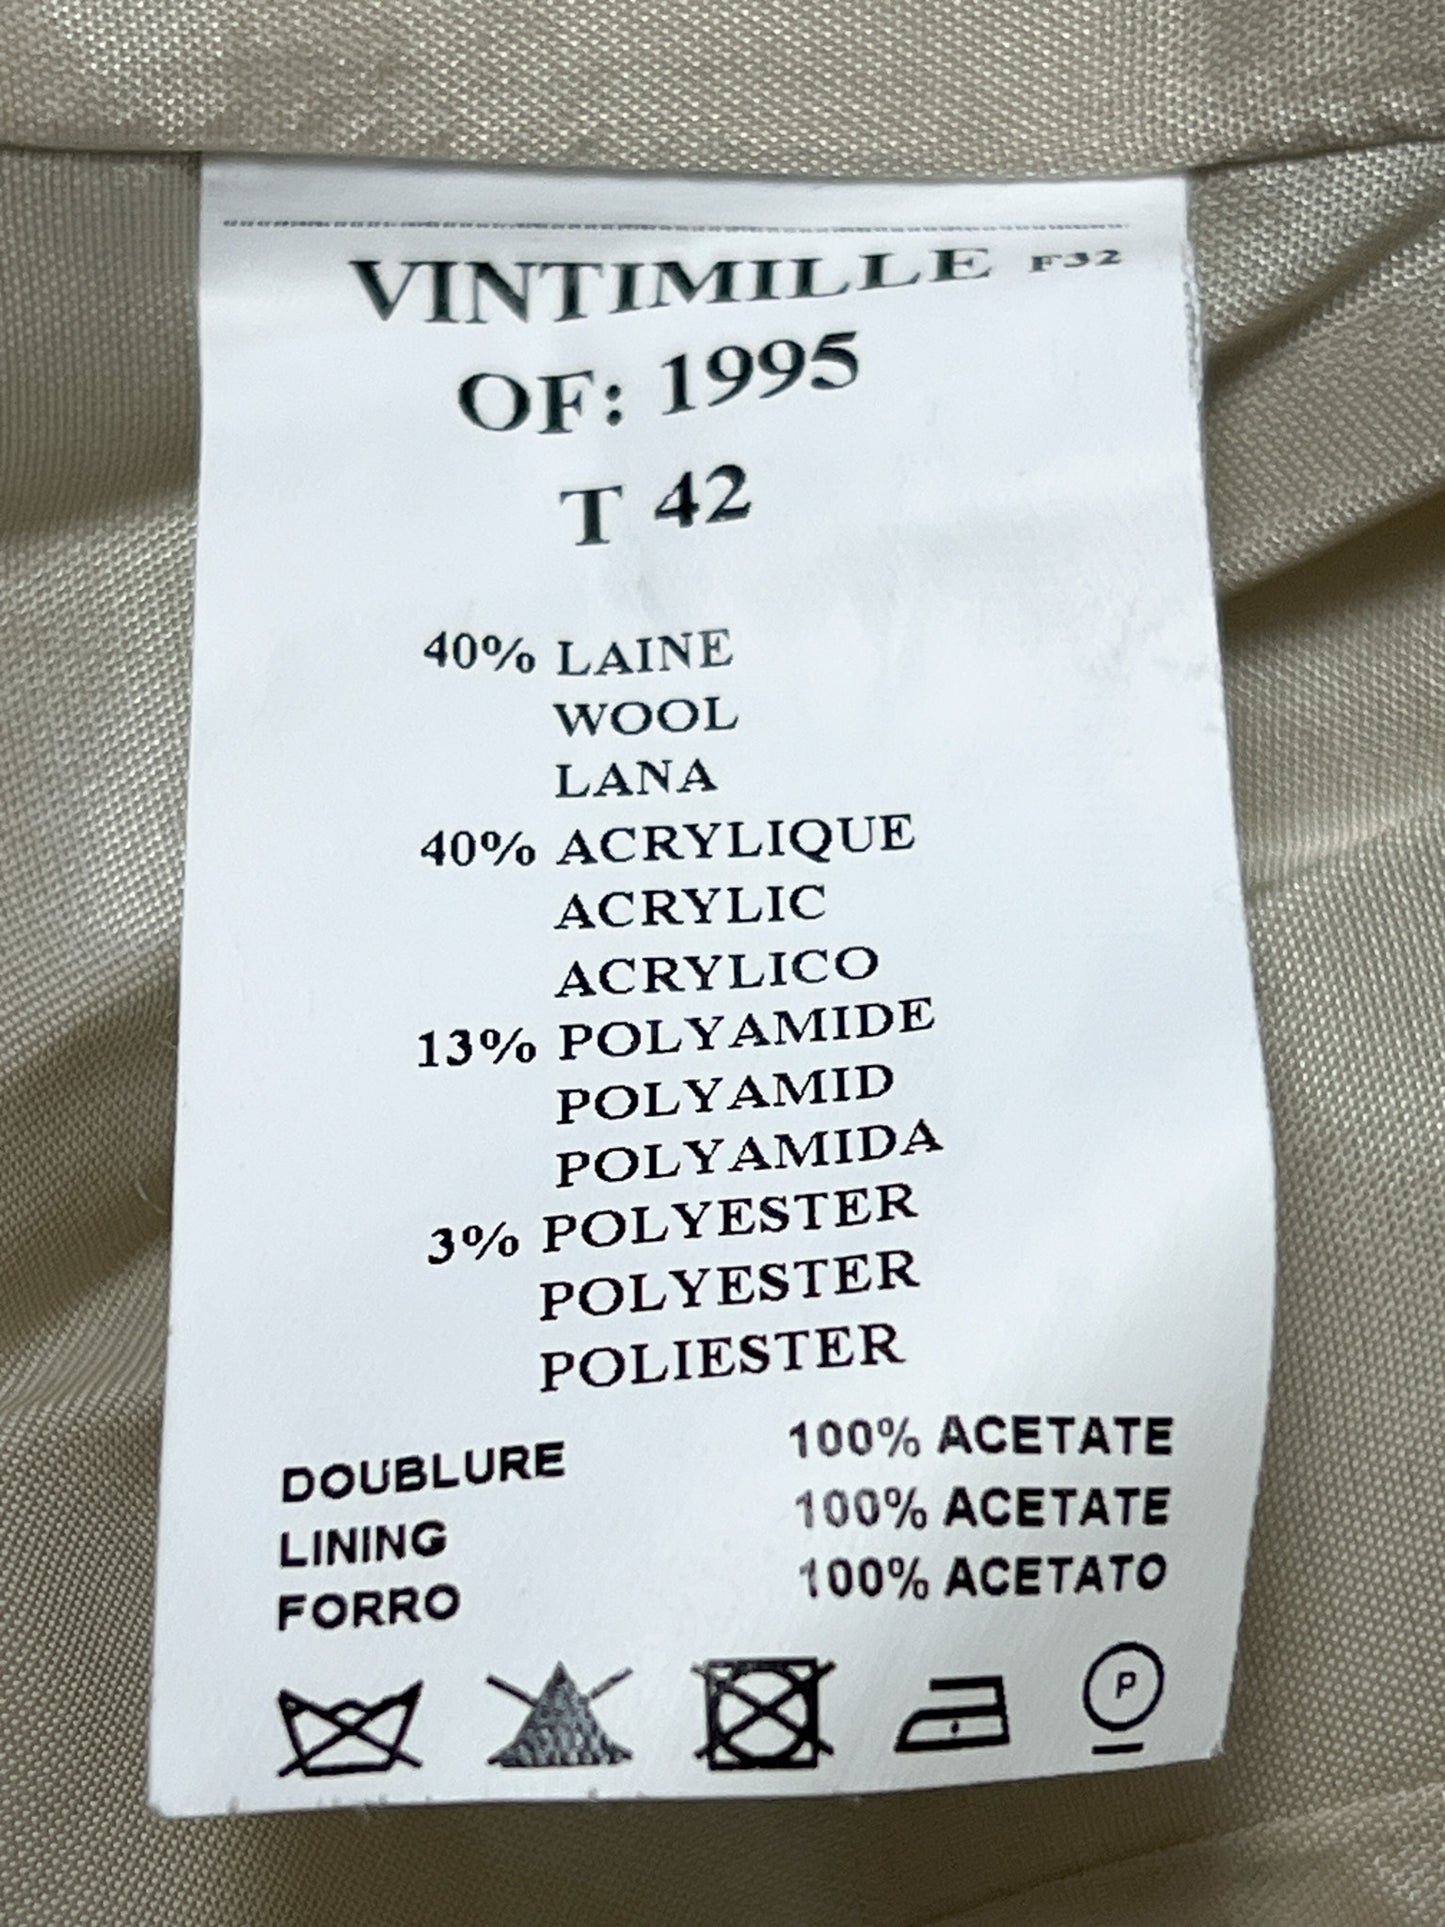 VINTIMILLE F32
OF: 1995
T 42
40% LAINE
WOOL
LANA
40% ACRYLIQUE
ACRYLIC
ACRYLICO
13% POLYAMIDE
POLYAMID
POLYAMIDA
3% POLYESTER
POLYESTER
POLIESTER
DOUBLURE 100% ACETATE
LINING 100% ACETATE
FORRO 100% ACETATO
P